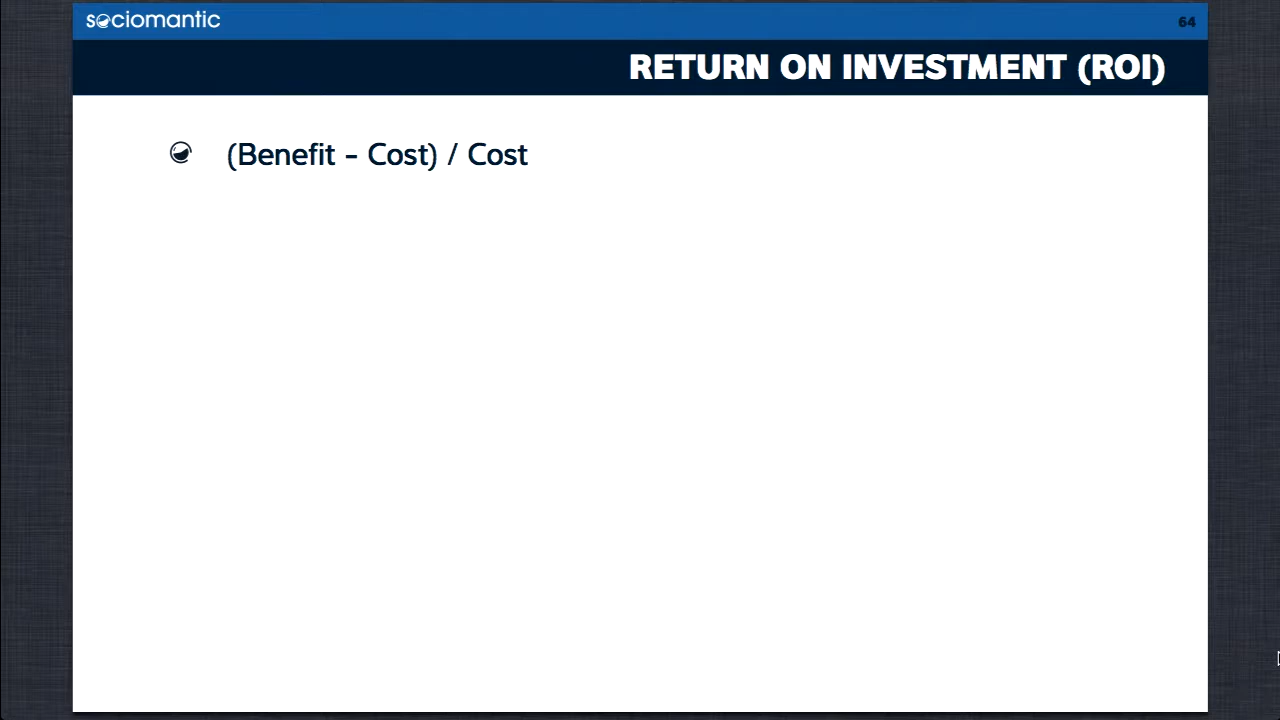 sociomantic
64
RETURN ON INVESTMENT (ROI)
(Benefit - Cost) / Cost